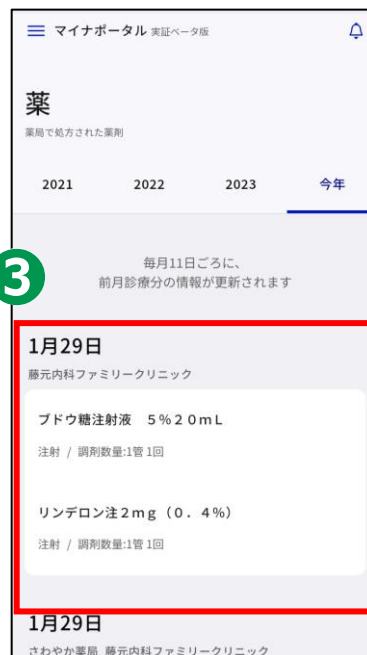 マイナポータル 実証ベータ版
薬
薬局で処方された薬剤
2021 2022 2023 今年
3
毎月11日ごろに、
前月診療分の情報が更新されます
1月29日
藤元内科ファミリークリニック
ブドウ糖注射液 5%20mL
注射 / 調剤数量:1管 1回
リンデロン注2mg(0.4%)
注射 / 調剤数量:1管 1回
1月29日
さわやか薬局 藤元内科ファミリークリニック